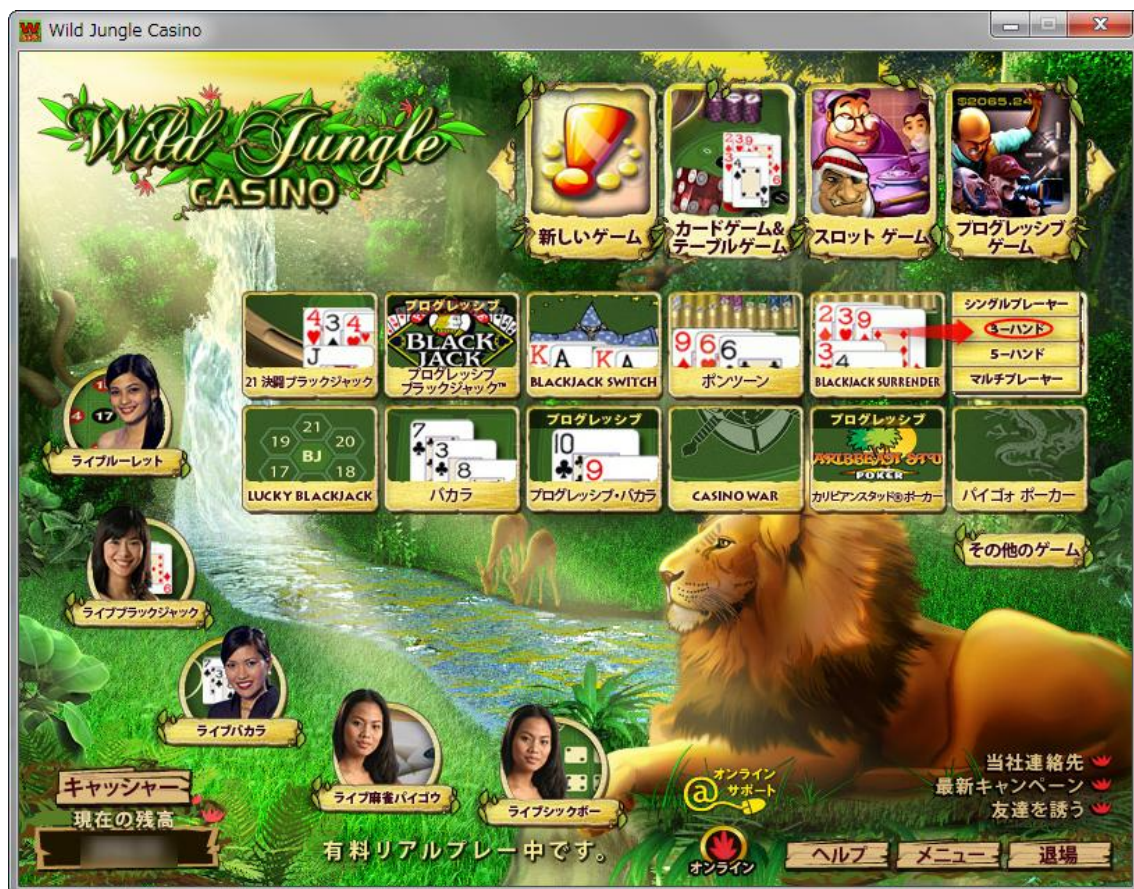 Wild Jungle Casino
Wild Jungle
CASINO
$2065.24
新しいゲーム
カードゲーム&
テーブルゲーム
スロット ゲーム
プログレッシブ
ゲーム
21 決闘ブラックジャック
プログレッシブ
BLACK
JACK
プログレッシブ
ブラックジャック™
BLACKJACK SWITCH
ポンツーン
BLACKJACK SURRENDER
シングルプレーヤー
3ーハンド
5ーハンド
マルチプレーヤー
21
19 20
BJ
17 18
LUCKY BLACKJACK
バカラ
プログレッシブ
プログレッシブ・バカラ
CASINO WAR
プログレッシブ
CARIBBEAN STUD
POKER
カリビアンスタッド®ポーカー
パイゴォ ポーカー
その他のゲーム
ライブルーレット
ライブブラックジャック
ライブバカラ
ライブ麻雀パイゴウ
ライブシックボー
キャッシャー
現在の残高
有料リアルプレー中です。
@オンライン
サポート
オンライン
当社連絡先
最新キャンペーン
友達を誘う
ヘルプ
メニュー
退場